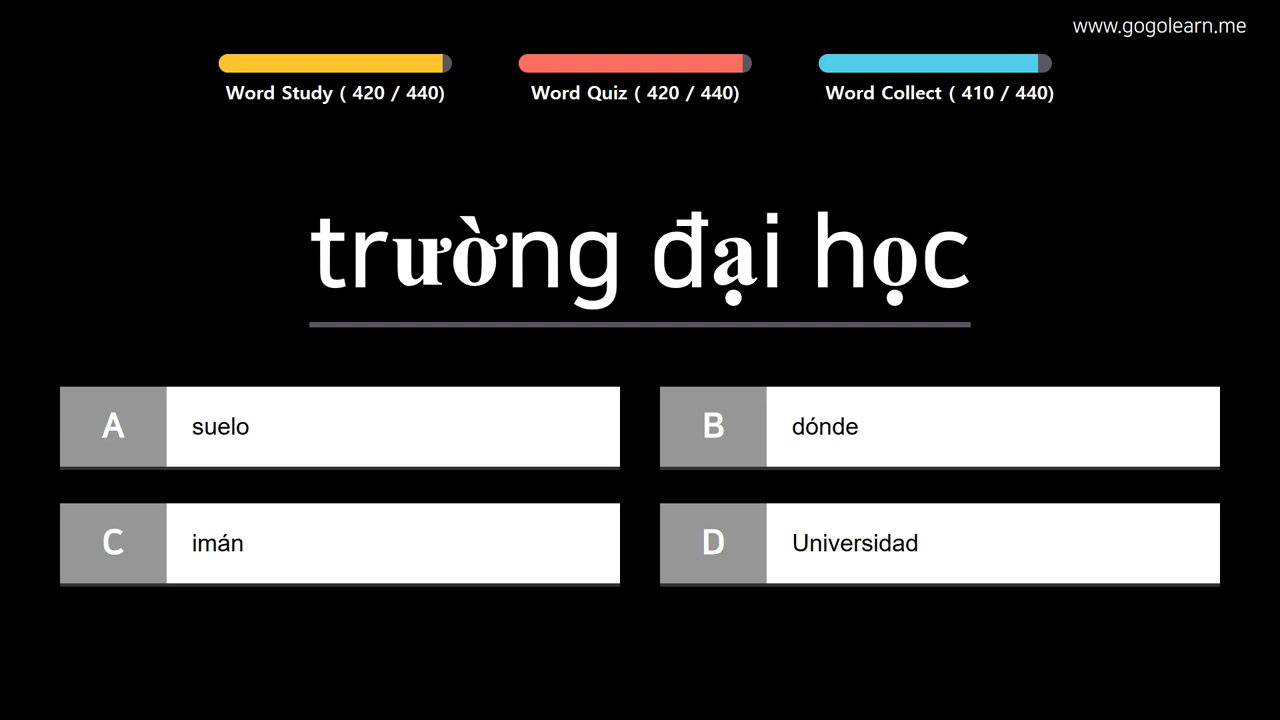 www.gogolearn.me
Word Study ( 420 / 440)
Word Quiz ( 420 / 440)
Word Collect ( 410 / 440)
trường đại học
A
suelo
B
dónde
C
imán
D
Universidad